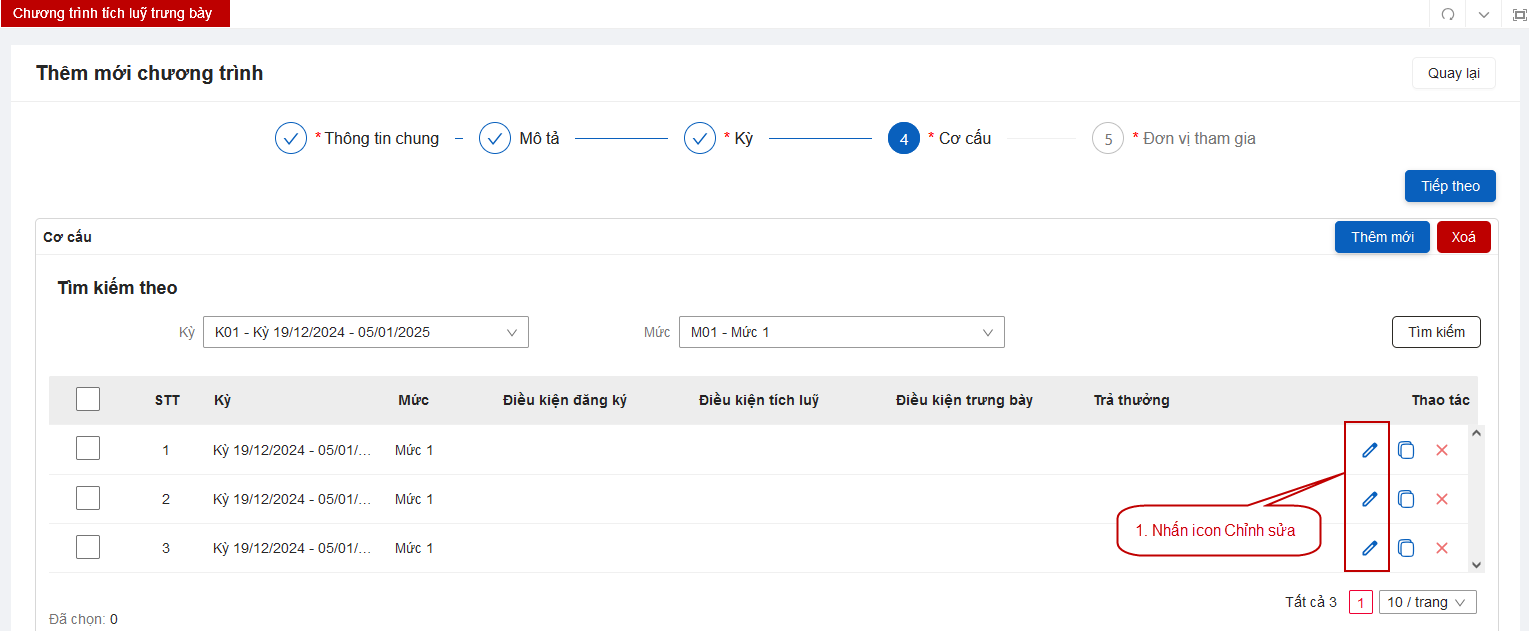 Chương trình tích luỹ trưng bày
Thêm mới chương trình
Quay lại
* Thông tin chung
Mô tả
* Kỳ
4 * Cơ cấu
5 * Đơn vị tham gia
Tiếp theo
Cơ cấu
Thêm mới
Xoá
Tìm kiếm theo
Kỳ K01 - Kỳ 19/12/2024 - 05/01/2025
Mức M01 - Mức 1
Tìm kiếm
STT Kỳ Mức Điều kiện đăng ký Điều kiện tích luỹ Điều kiện trưng bày Trả thưởng Thao tác
1 Kỳ 19/12/2024 - 05/01/... Mức 1
2 Kỳ 19/12/2024 - 05/01/... Mức 1
1. Nhấn icon Chỉnh sửa
3 Kỳ 19/12/2024 - 05/01/... Mức 1
Tất cả 3 1 10 / trang
Đã chọn: 0